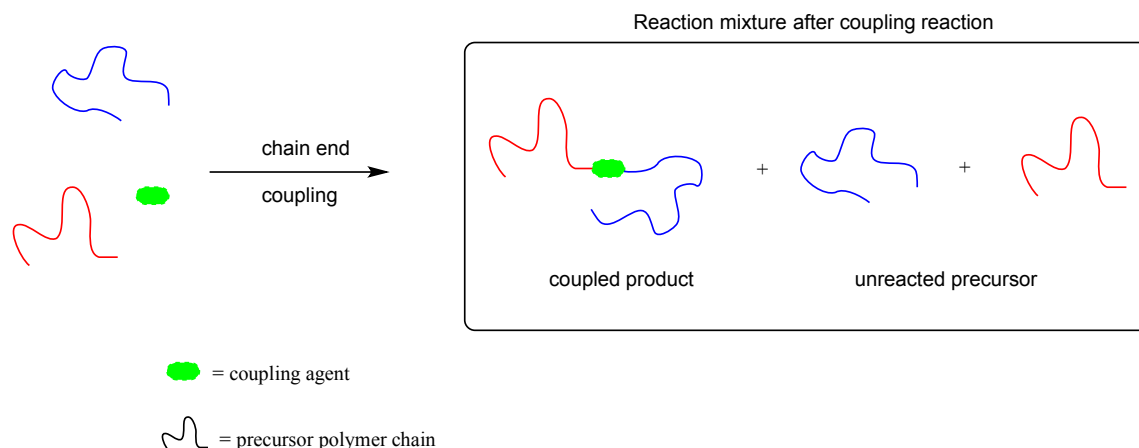 Reaction mixture after coupling reaction
chain end
coupling
+
+
coupled product
unreacted precursor
= coupling agent
= precursor polymer chain